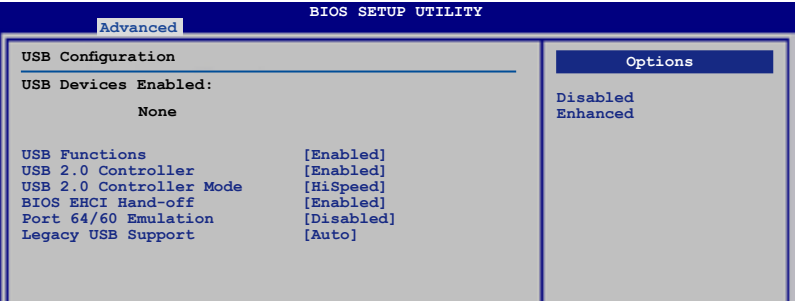 BIOS SETUP UTILITY
Advanced
USB Configuration
USB Devices Enabled:
None
USB Functions [Enabled]
USB 2.0 Controller [Enabled]
USB 2.0 Controller Mode [HiSpeed]
BIOS EHCI Hand-off [Enabled]
Port 64/60 Emulation [Disabled]
Legacy USB Support [Auto]
Options
Disabled
Enhanced